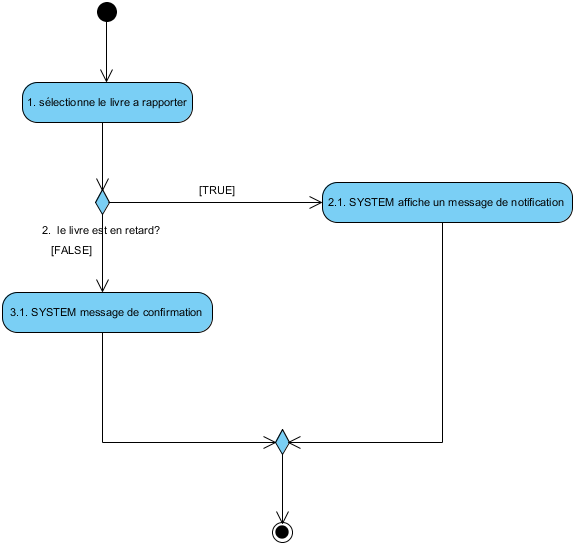 1. sélectionne le livre a rapporter
[TRUE]
2.1. SYSTEM affiche un message de notification
2.  le livre est en retard?
[FALSE]
3.1. SYSTEM message de confirmation